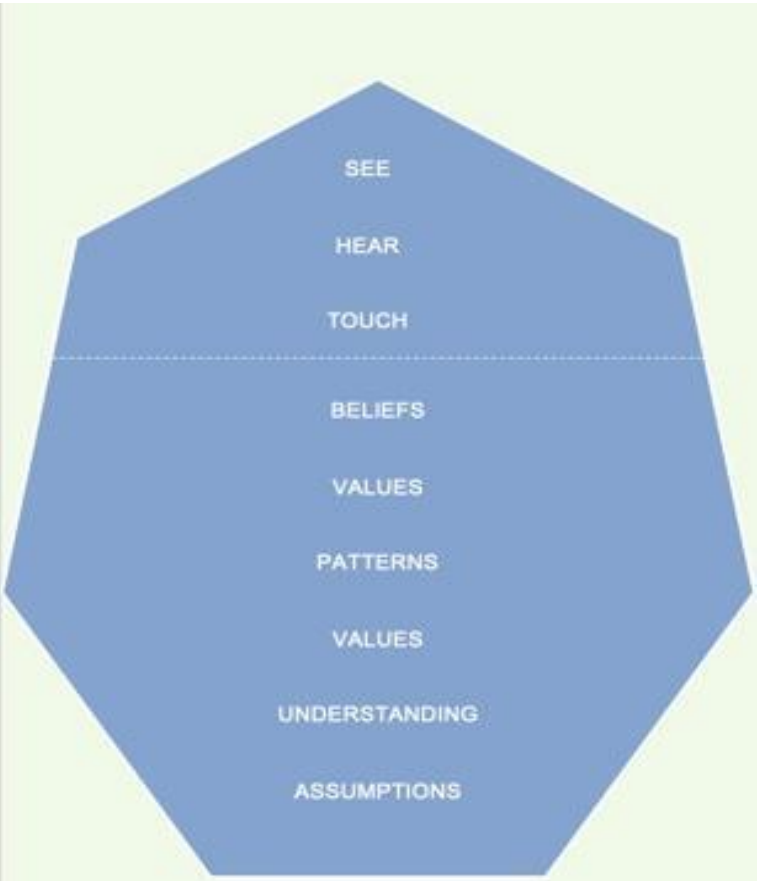 SEE
HEAR
TOUCH
BELIEFS
VALUES
PATTERNS
VALUES
UNDERSTANDING
ASSUMPTIONS